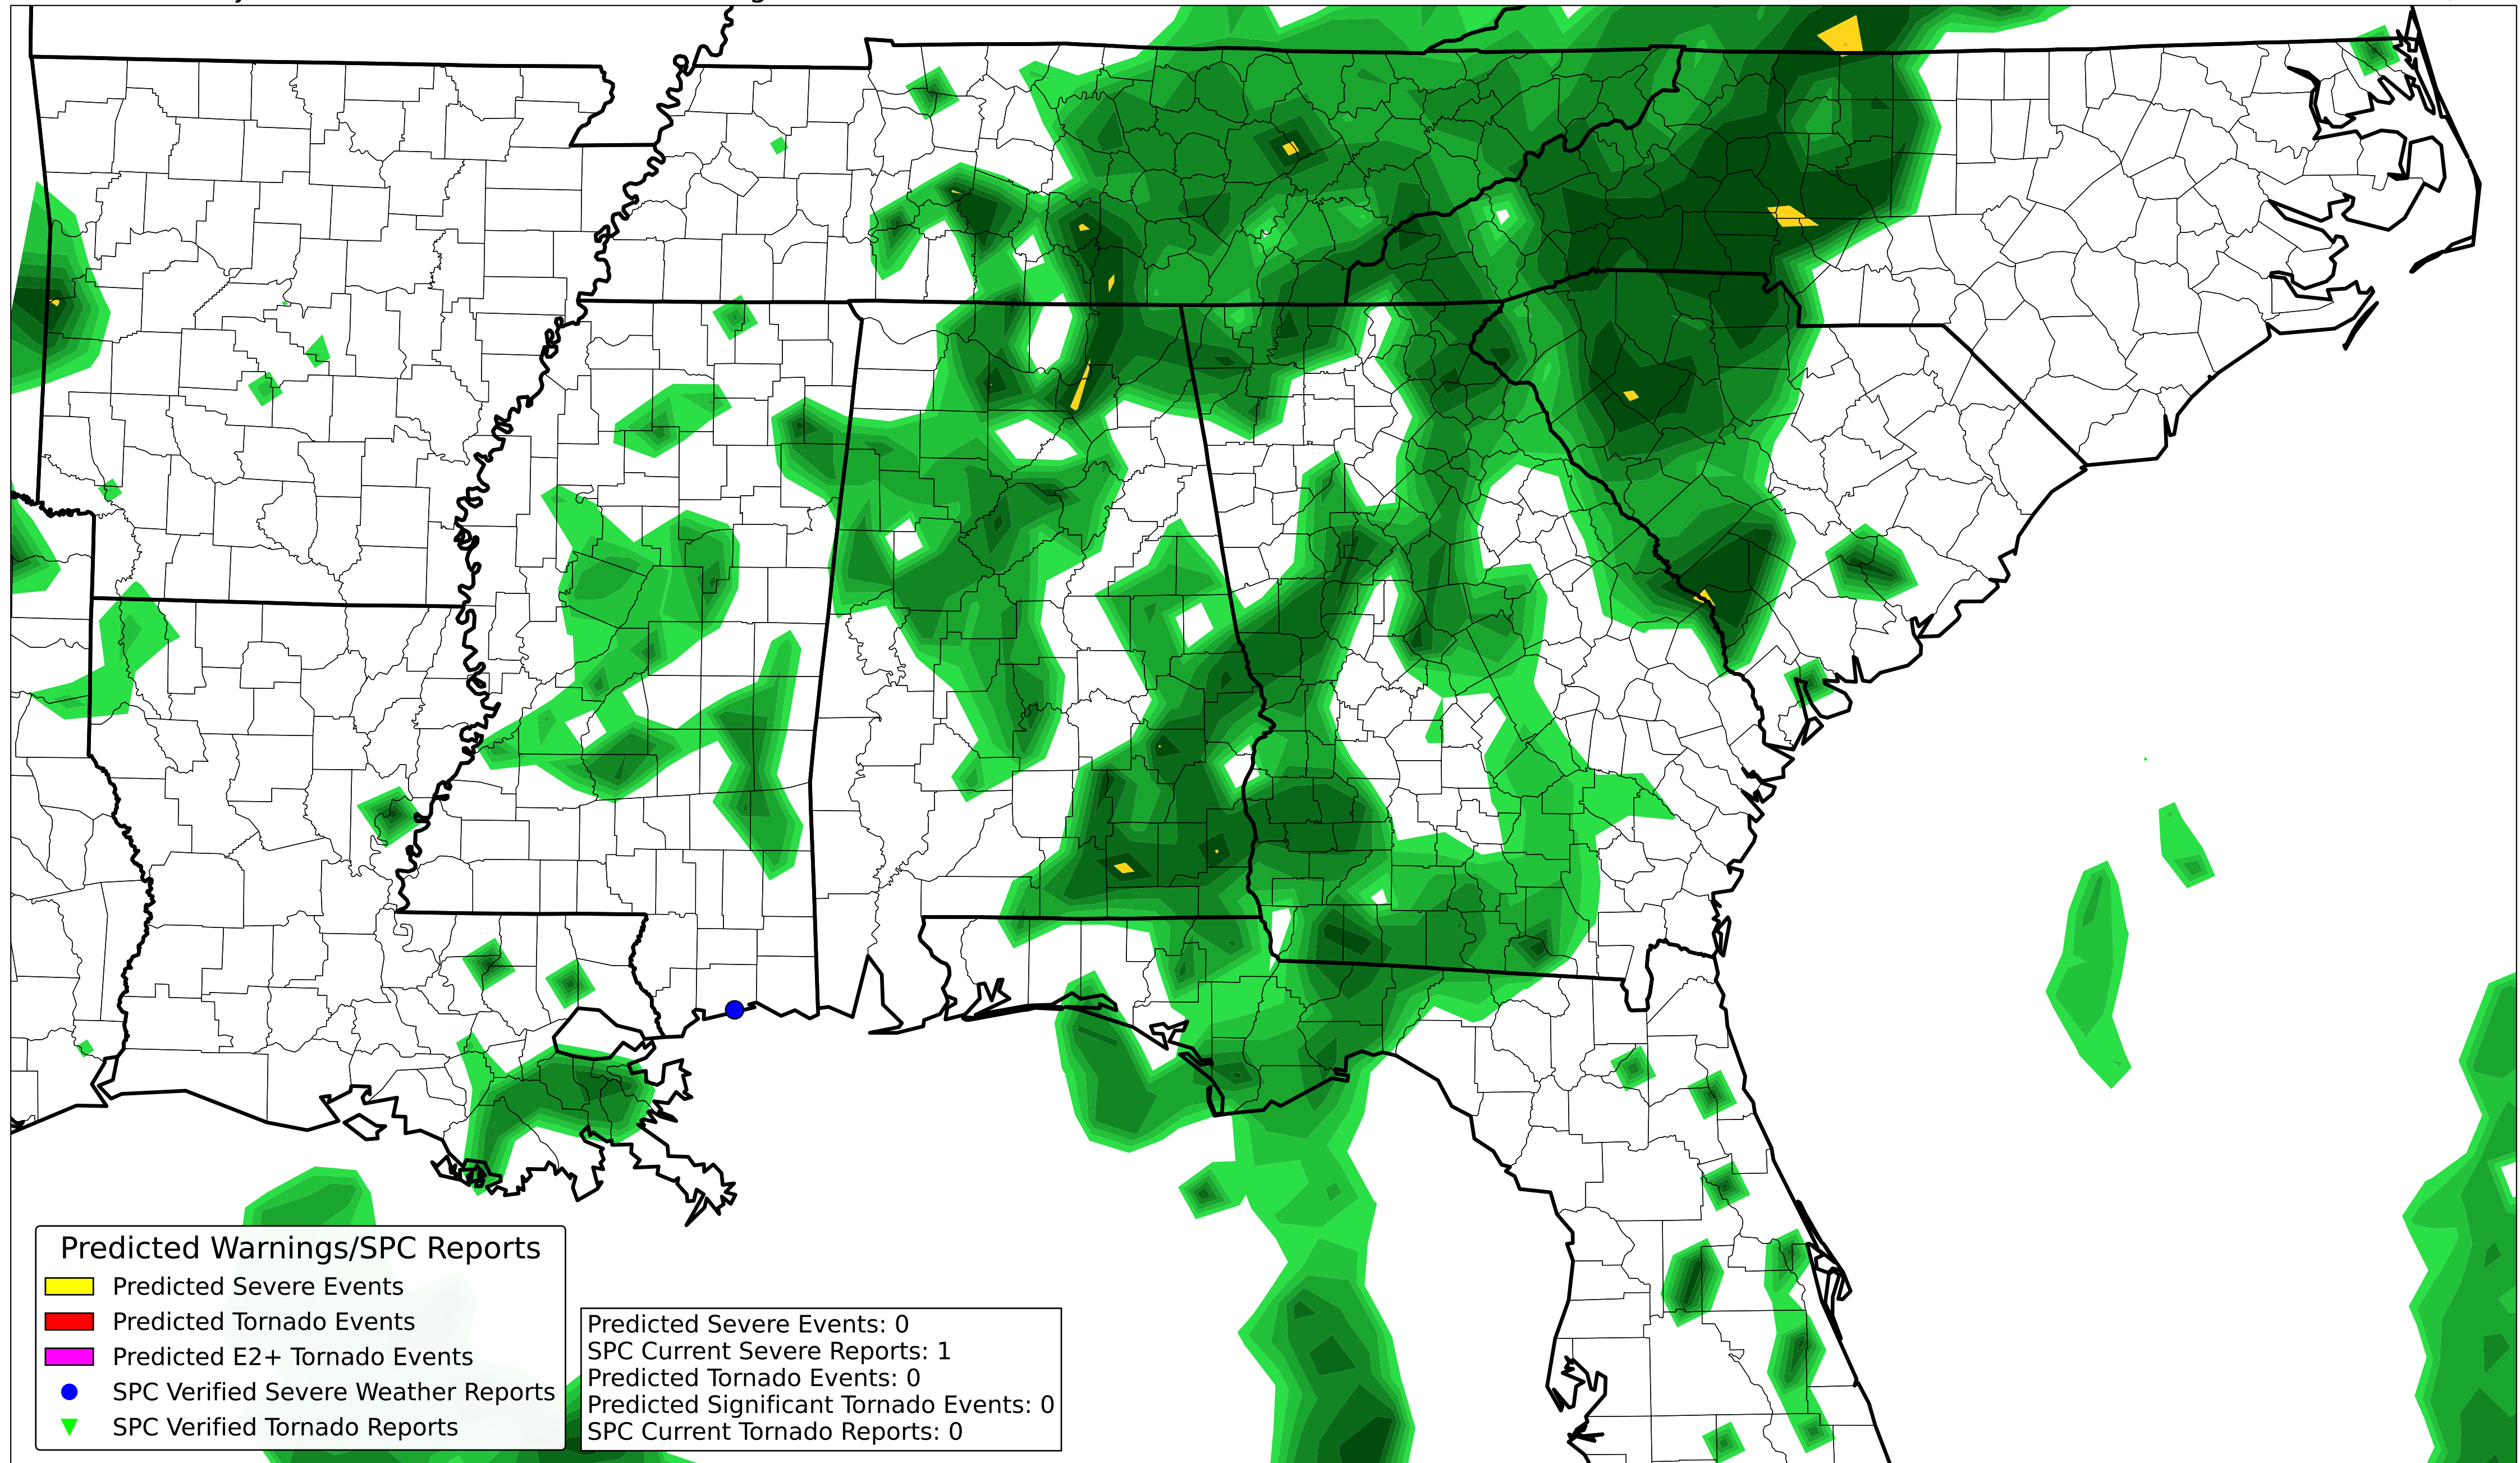 Predicted Warnings/SPC Reports
Predicted Severe Events
Predicted Tornado Events
Predicted E2+ Tornado Events
SPC Verified Severe Weather Reports
SPC Verified Tornado Reports
Predicted Severe Events: 0
SPC Current Severe Reports: 1
Predicted Tornado Events: 0
Predicted Significant Tornado Events: 0
SPC Current Tornado Reports: 0